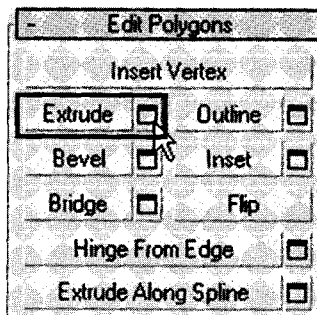 - Edit Polygons
Insert Vertex
Extrude Outline
Bevel Inset
Bridge Flip
Hinge From Edge
Extrude Along Spline